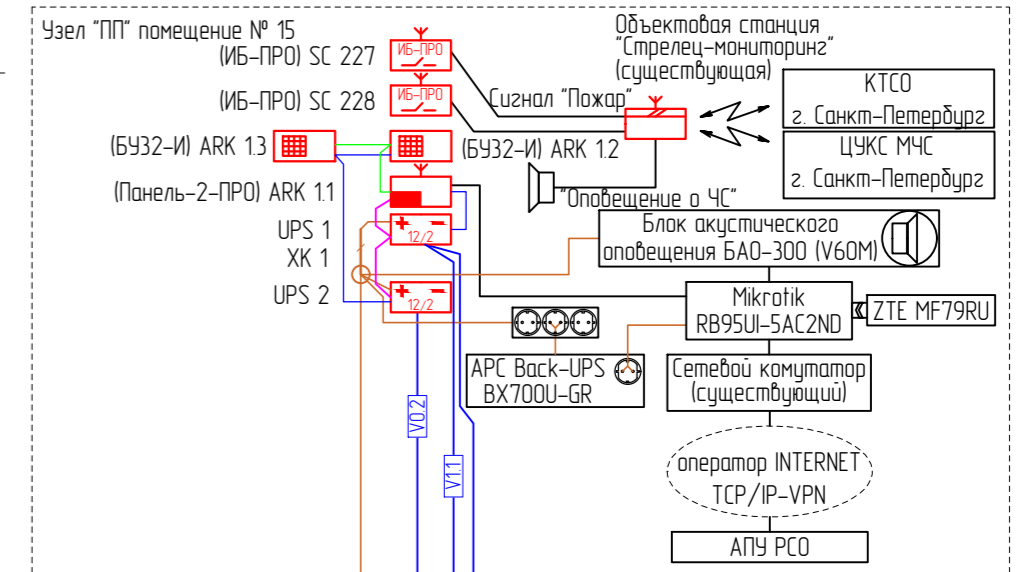 Узел "ПП" помещение № 15
(ИБ-ПРО) SC 227
ИБ-ПРО
(ИБ-ПРО) SC 228
ИБ-ПРО
Сигнал "Пожар"
Объектовая станция
"Стрелец-мониторинг"
(существующая)
КТСО
г. Санкт-Петербург
ЦУКС МЧС
г. Санкт-Петербург
(БУ32-И) ARK 1.3
(БУ32-И) ARK 1.2
(Панель-2-ПРО) ARK 1.1
"Оповещение о ЧС"
UPS 1
+ -
12/2
ХК 1
UPS 2
+ -
12/2
Блок акустического
оповещения БАО-300 (V60M)
Mikrotik
RB95UI-5AC2ND
ZTE MF79RU
APC Back-UPS
BX700U-GR
Сетевой комутатор
(существующий)
V0.2
V1.1
оператор INTERNET
TCP/IP-VPN
АПУ РСО